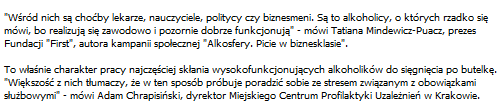 "Wśród nich są choćby lekarze, nauczyciele, politycy czy biznesmeni. Są to alkoholicy, o których rzadko się
mówi, bo realizują się zawodowo i pozornie dobrze funkcjonują" - mówi Tatiana Mindewicz-Puacz, prezes
Fundacji "First", autora kampanii społecznej "Alkosfery. Picie w biznesklasie".
To właśnie charakter pracy najczęściej skłania wysokofunkcjonujących alkoholików do sięgnięcia po butelkę.
"Większość z nich tłumaczy, że w ten sposób próbuje poradzić sobie ze stresem związanym z obowiązkami
służbowymi" - mówi Adam Chrapisiński, dyrektor Miejskiego Centrum Profilaktyki Uzależnień w Krakowie.